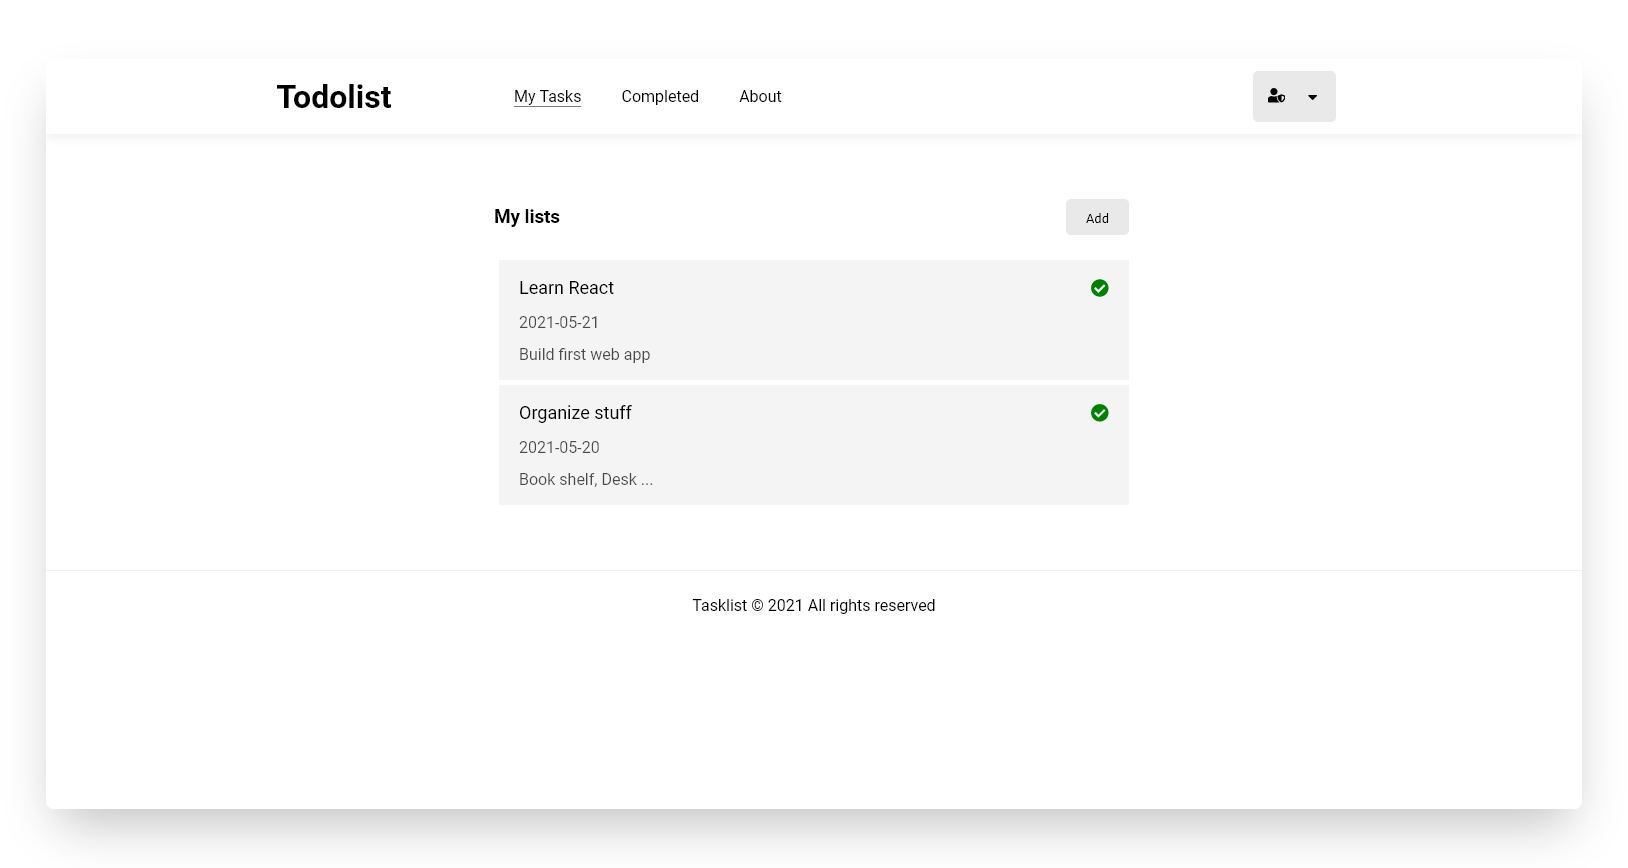 Todolist
My Tasks
Completed
About
My lists
Add
Learn React
2021-05-21
Build first web app
Organize stuff
2021-05-20
Book shelf, Desk ...
Tasklist © 2021 All rights reserved